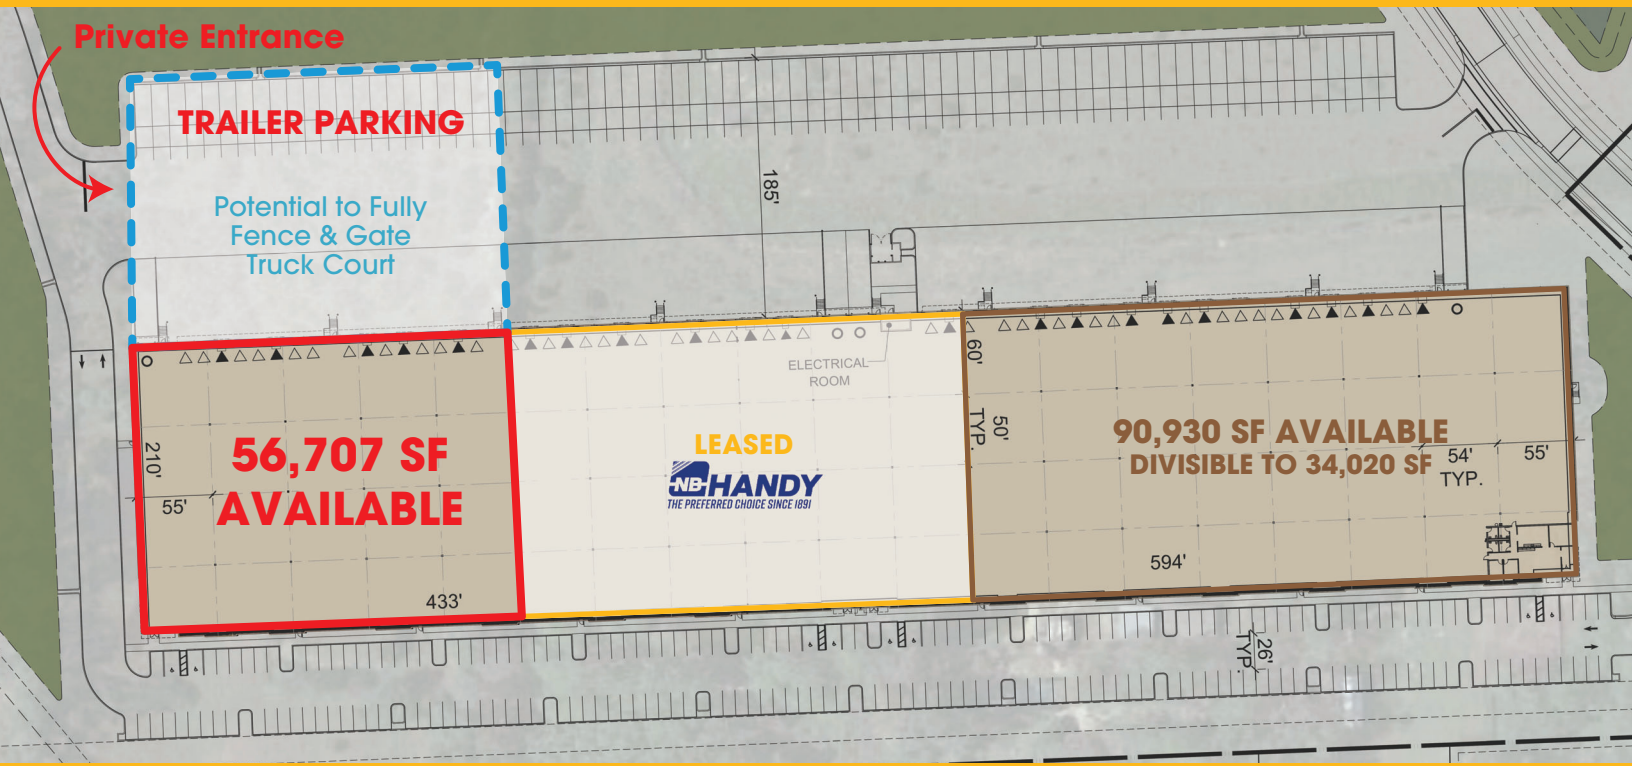 Private Entrance
TRAILER PARKING
Potential to Fully
Fence & Gate
Truck Court
185'
ELECTRICAL
ROOM
60'
50'
TYP.
210'
55'
56,707 SF
AVAILABLE
433'
LEASED
NB HANDY
THE PREFERRED CHOICE SINCE 1891
90,930 SF AVAILABLE
DIVISIBLE TO 34,020 SF
54'
TYP.
55'
594'
26'
TYP.